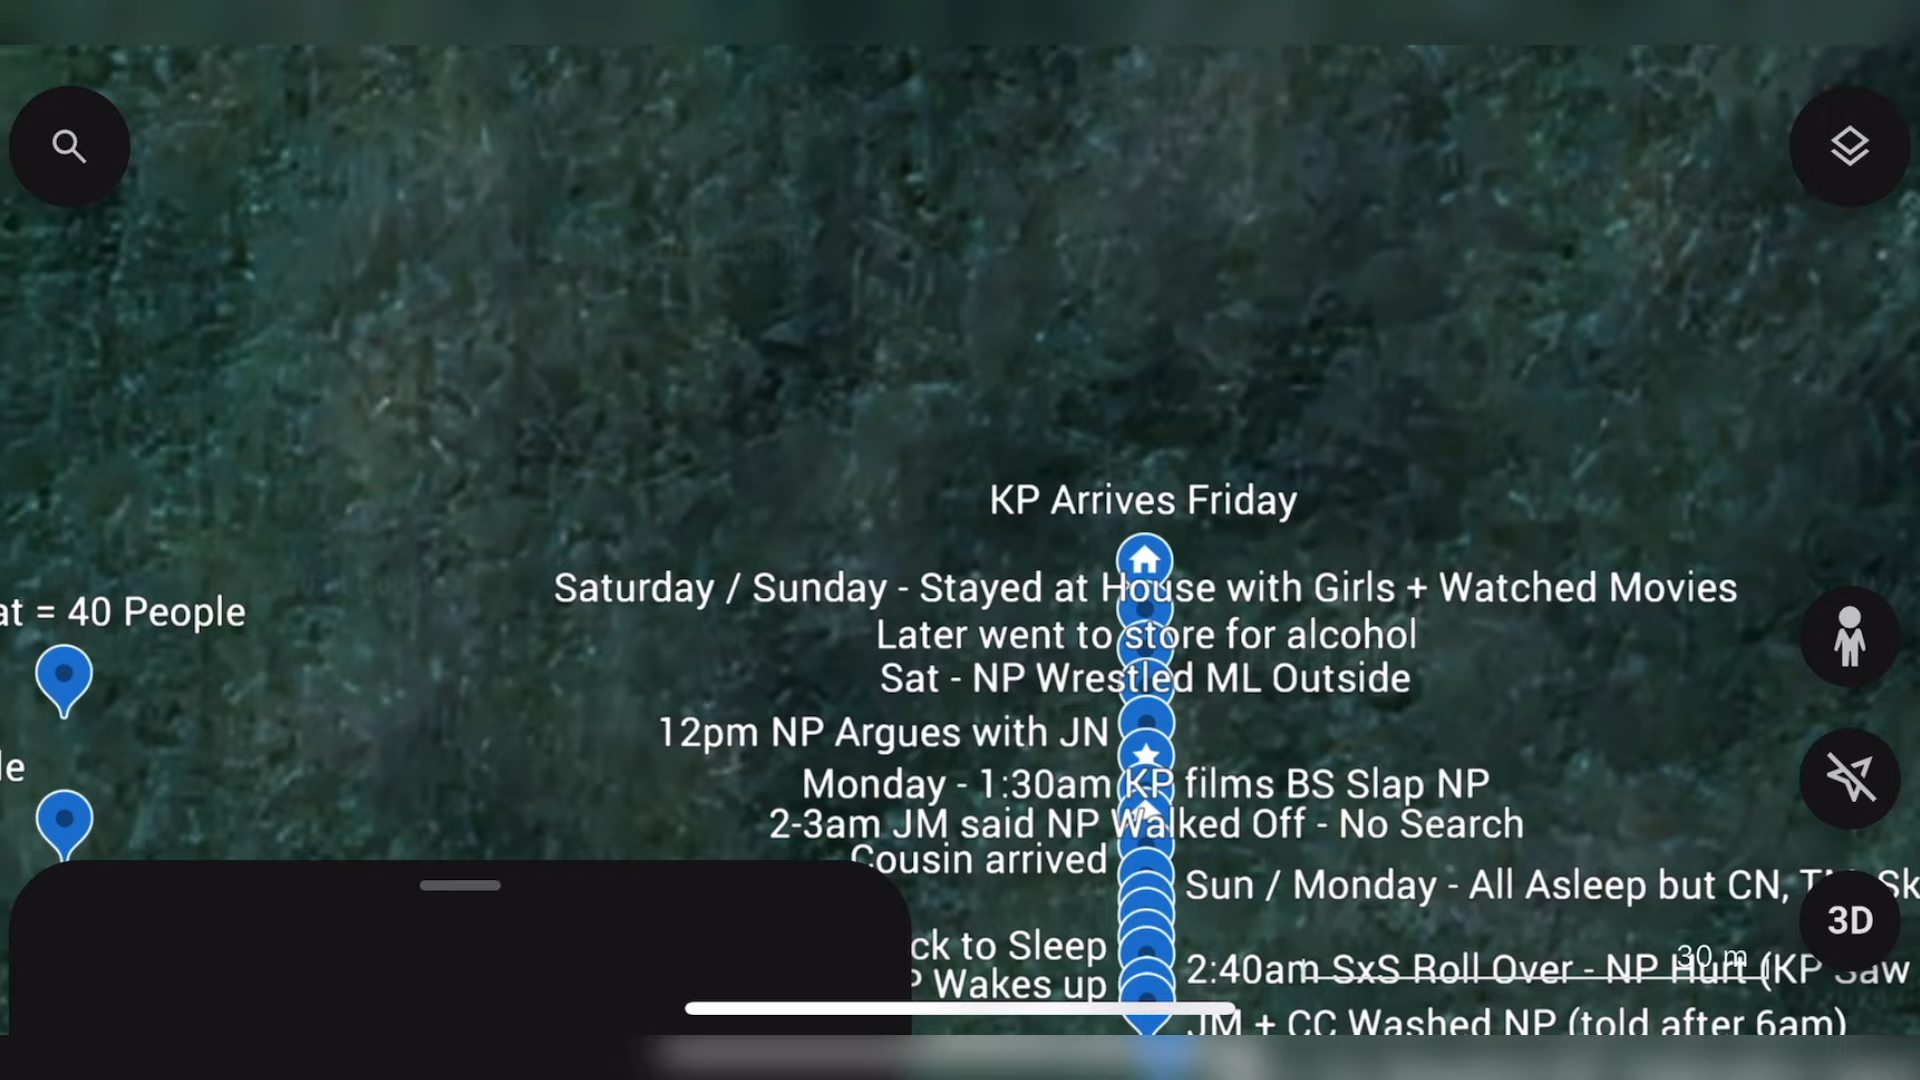 KP Arrives Friday
Saturday / Sunday - Stayed at House with Girls + Watched Movies
at = 40 People
Later went to store for alcohol
Sat - NP Wrestled ML Outside
12pm NP Argues with JN
le
Monday - 1:30am KP films BS Slap NP
2-3am JM said NP Walked Off - No Search
Cousin arrived
Sun / Monday - All Asleep but CN, Sk
3D
ck to Sleep
30 m
2:40am SxS Roll Over - NP Hurt (KP Saw
P Wakes up
JM + CC Washed NP (told after 6am)